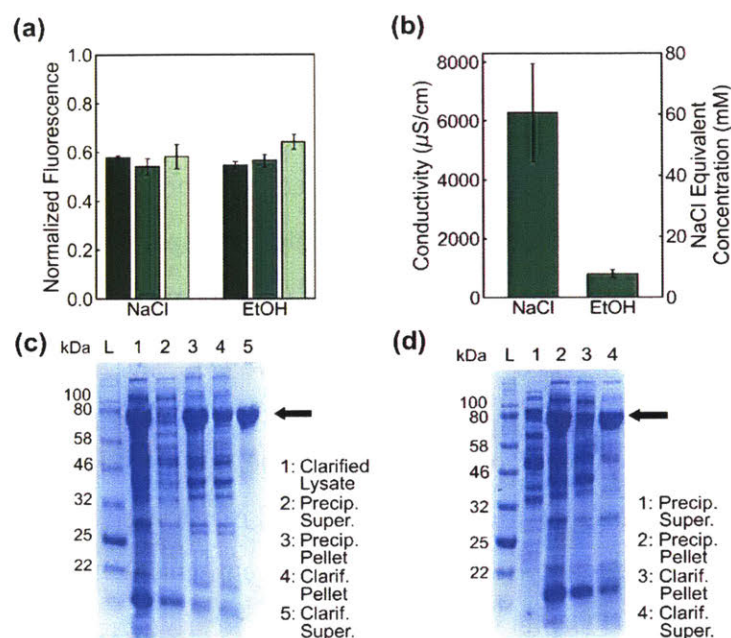 (a)
Normalized Fluorescence
1.0
0.8
0.6
0.4
0.2
0.0
NaCl EtOH
(b)
Conductivity (µS/cm)
8000
6000
4000
2000
0
80
60
40
20
0
NaCl Equivalent
Concentration (mM)
NaCl EtOH
(c)
kDa L 1 2 3 4 5
100
80
58
46
32
25
22
1: Clarified
Lysate
2: Precip.
Super.
3: Precip.
Pellet
4: Clarif.
Pellet
5: Clarif.
Super.
(d)
kDa L 1 2 3 4
100
80
58
46
32
25
22
1: Precip.
Super.
2: Precip.
Pellet
3: Clarif.
Pellet
4: Clarif.
Super.